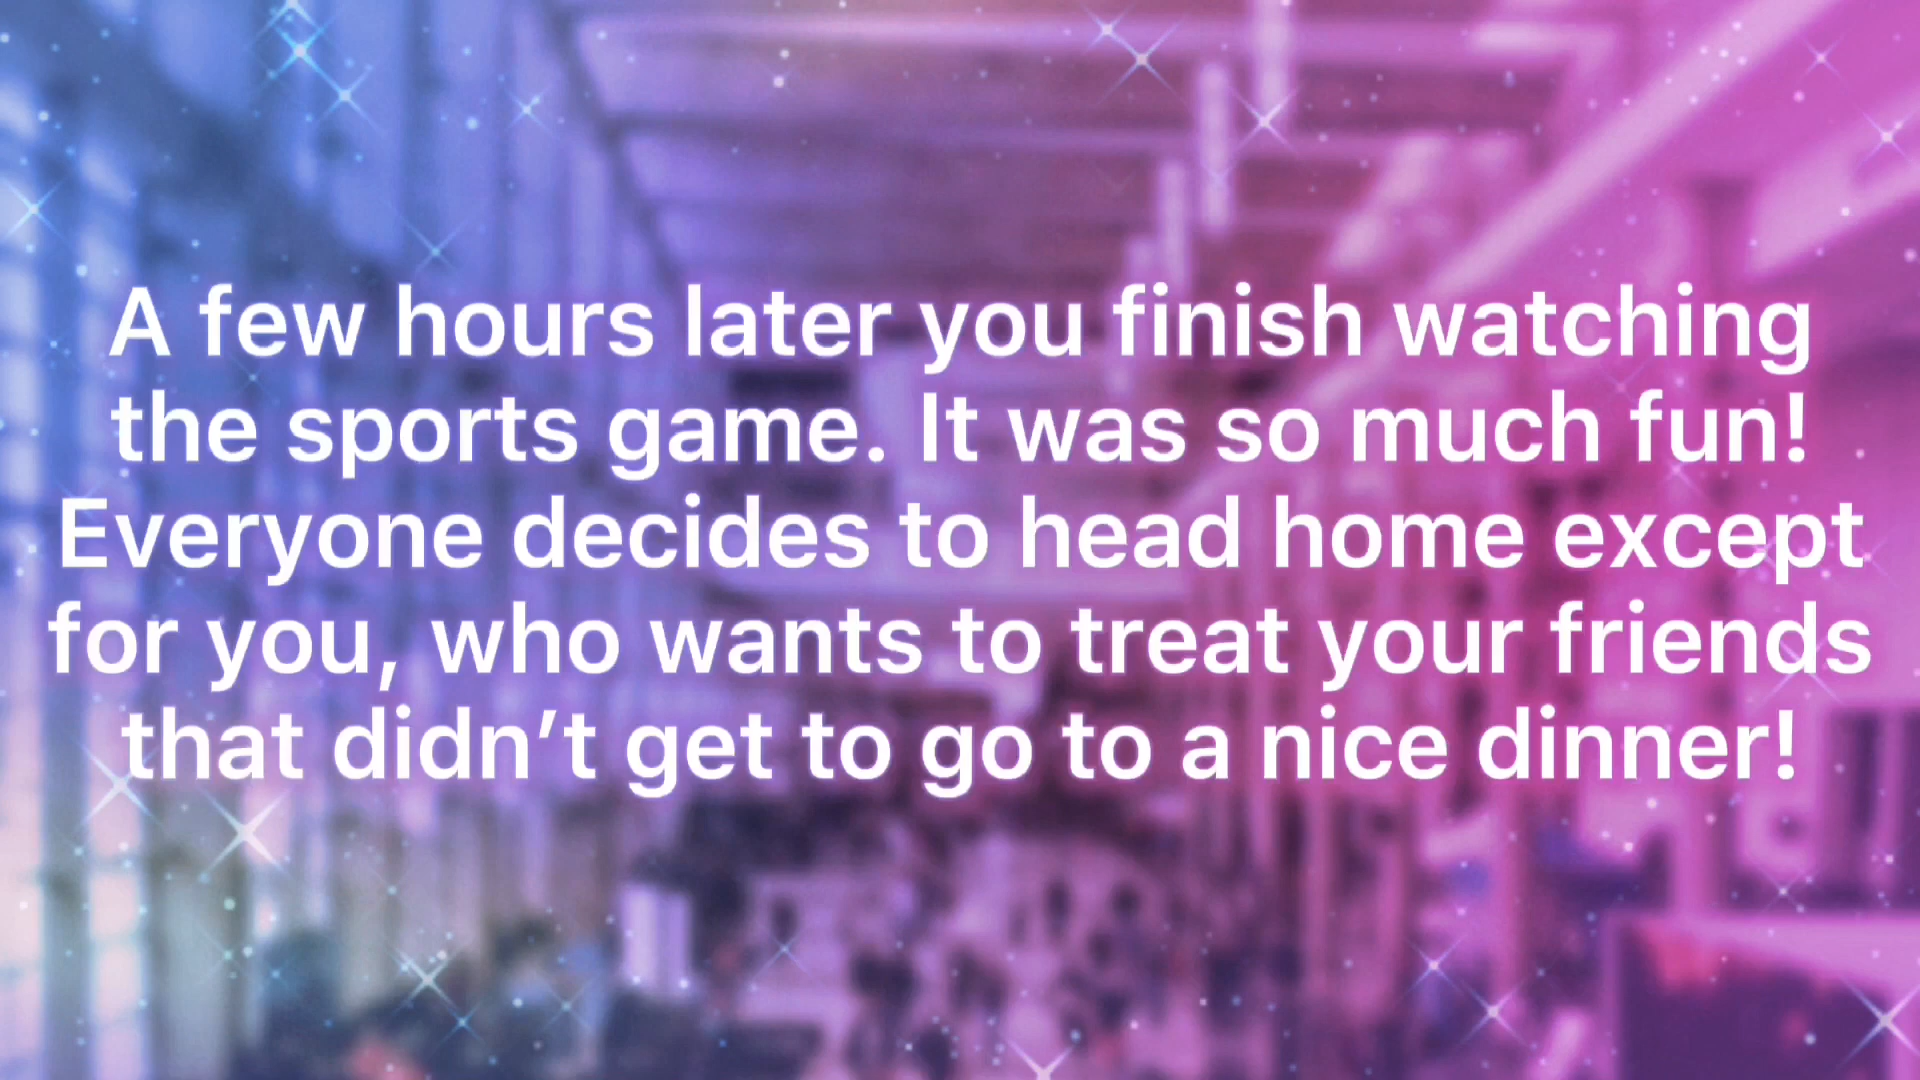 A few hours later you finish watching
the sports game. It was so much fun!
Everyone decides to head home except
for you, who wants to treat your friends
that didn’t get to go to a nice dinner!